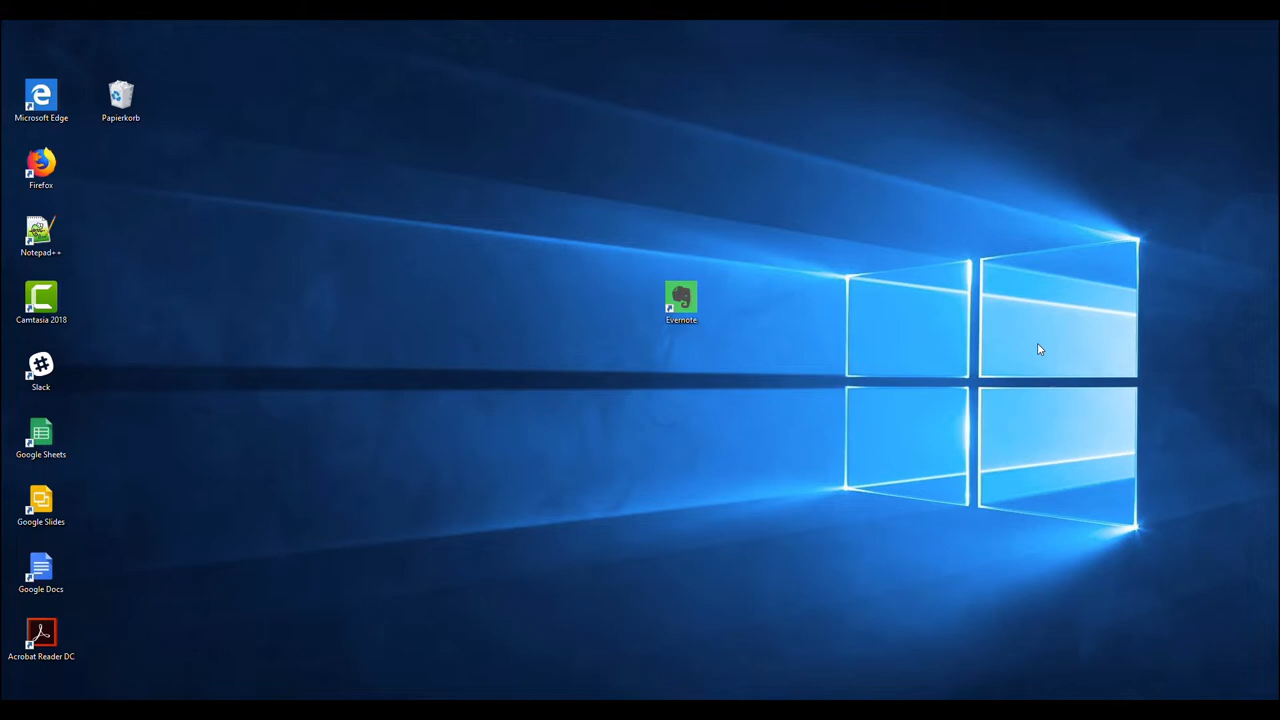 Microsoft Edge
Papierkorb
Firefox
Notepad++
Camtasia 2018
Evernote
Slack
Google Sheets
Google Slides
Google Docs
Acrobat Reader DC